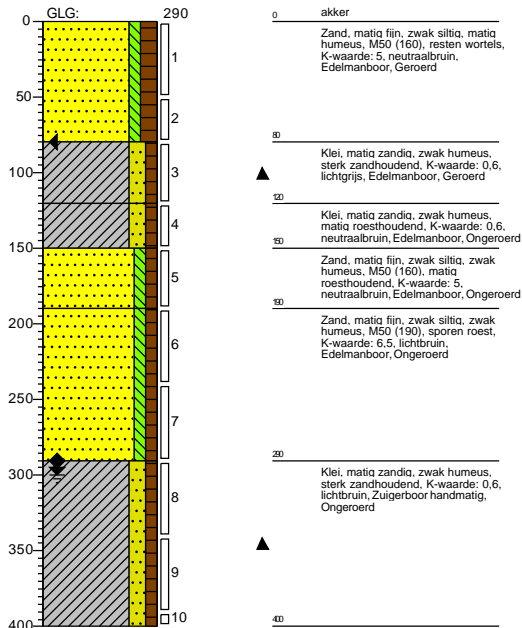 GLG: 290
0
50
100
150
200
250
300
350
400
1
2
3
4
5
6
7
8
9
10
0 akker
Zand, matig fijn, zwak siltig, matig
humeus, M50 (160), resten wortels,
K-waarde: 5, neutraalbruin,
Edelmanboor, Geroerd
80
Klei, matig zandig, zwak humeus,
sterk zandhoudend, K-waarde: 0,6,
lichtgrijs, Edelmanboor, Geroerd
120
Klei, matig zandig, zwak humeus,
matig roesthoudend, K-waarde: 0,6,
neutraalbruin, Edelmanboor, Ongeroerd
150
Zand, matig fijn, zwak siltig, zwak
humeus, M50 (160), matig
roesthoudend, K-waarde: 5,
neutraalbruin, Edelmanboor, Ongeroerd
190
Zand, matig fijn, zwak siltig, zwak
humeus, M50 (190), sporen roest,
K-waarde: 6,5, lichtbruin,
Edelmanboor, Ongeroerd
290
Klei, matig zandig, zwak humeus,
sterk zandhoudend, K-waarde: 0,6,
lichtbruin, Zuigerboor handmatig,
Ongeroerd
400